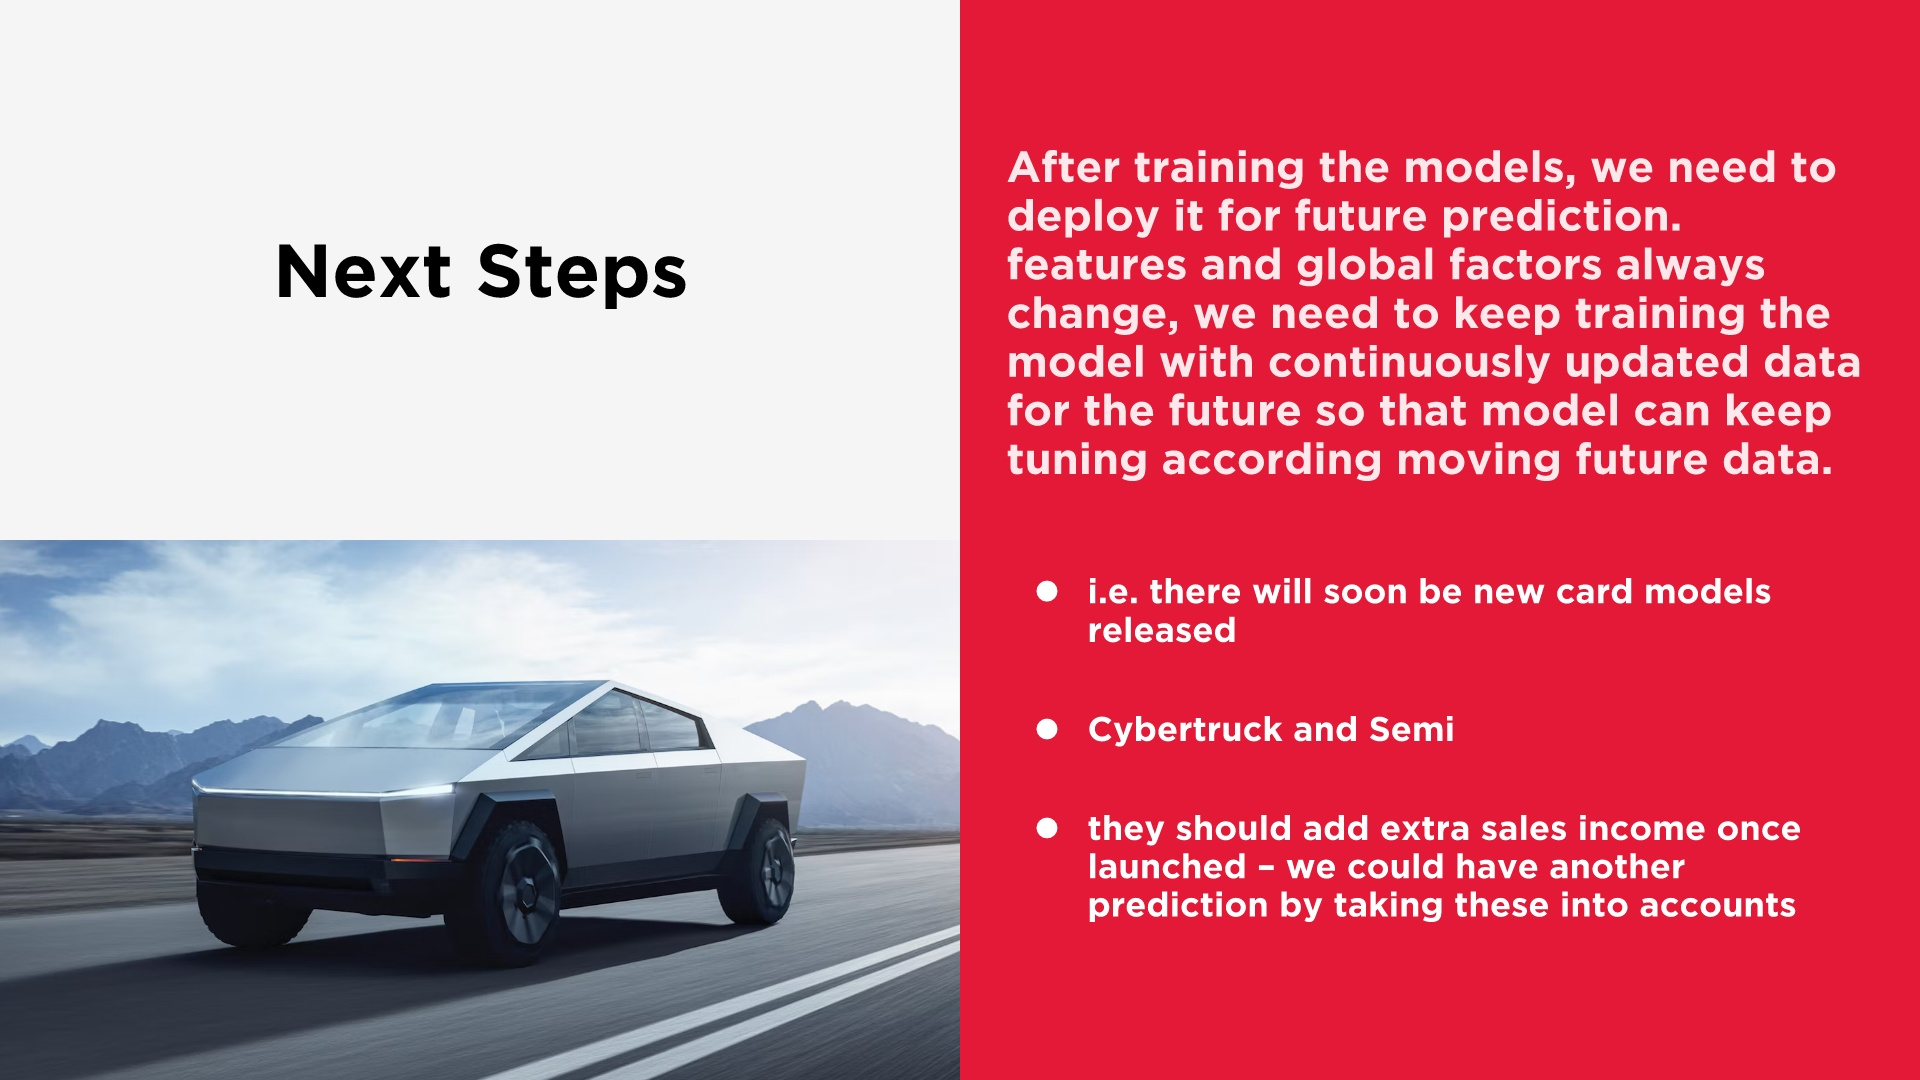 Next Steps
After training the models, we need to
deploy it for future prediction.
features and global factors always
change, we need to keep training the
model with continuously updated data
for the future so that model can keep
tuning according moving future data.
● i.e. there will soon be new card models
released
● Cybertruck and Semi
● they should add extra sales income once
launched – we could have another
prediction by taking these into accounts